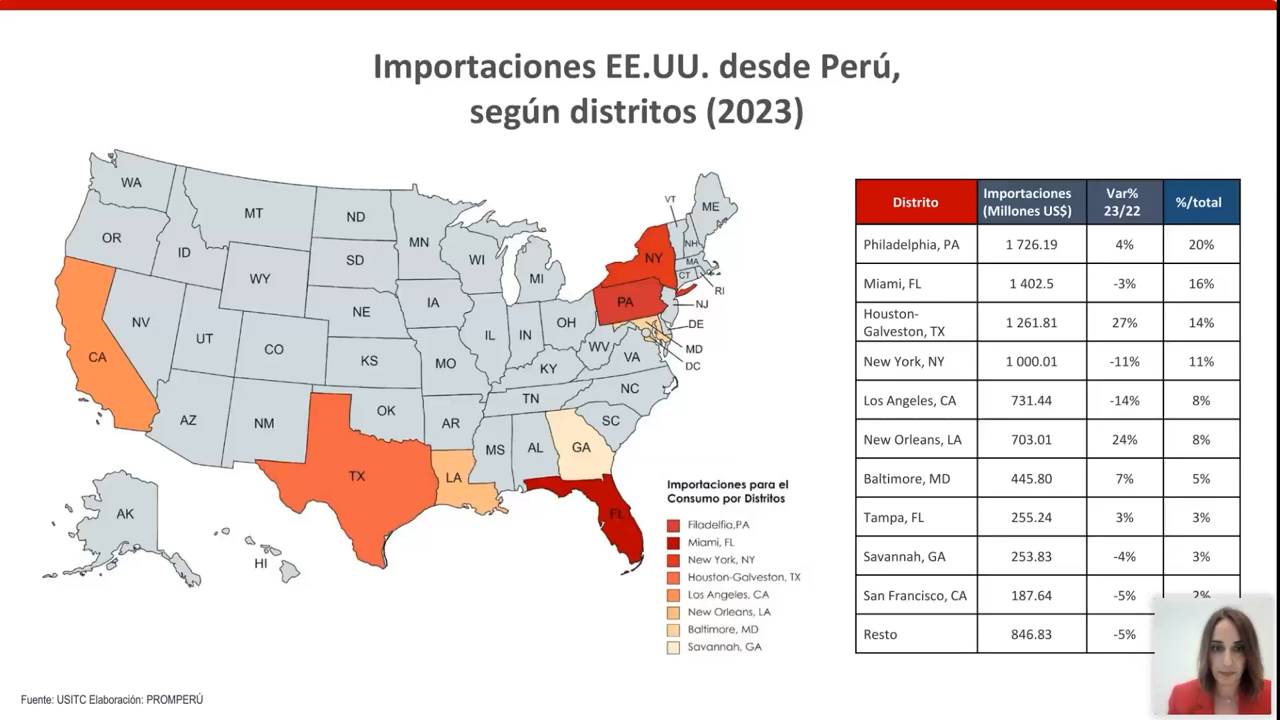 Importaciones EE.UU. desde Perú,
según distritos (2023)
WA
MT
ND
OR
ID
SD
MN
WI
MI
WY
NE
IA
NV
UT
CO
KS
MO
IL
IN
OH
CA
AZ
NM
OK
AR
TN
KY
WV
VA
NC
SC
MS
AL
GA
TX
LA
FL
AK
HI
VT
ME
NH
NY
MA
CT
RI
PA
NJ
DE
MD
DC
Importaciones para el
Consumo por Distritos
Filadelfia,PA
Miami, FL
New York, NY
Houston-Galveston, TX
Los Angeles, CA
New Orleans, LA
Baltimore, MD
Savannah, GA
Distrito Importaciones (Millones US$) Var% 23/22 %/total
Philadelphia, PA 1 726.19 4% 20%
Miami, FL 1 402.5 -3% 16%
Houston-Galveston, TX 1 261.81 27% 14%
New York, NY 1 000.01 -11% 11%
Los Angeles, CA 731.44 -14% 8%
New Orleans, LA 703.01 24% 8%
Baltimore, MD 445.80 7% 5%
Tampa, FL 255.24 3% 3%
Savannah, GA 253.83 -4% 3%
San Francisco, CA 187.64 -5% 2%
Resto 846.83 -5%
Fuente: USITC Elaboración: PROMPERÚ